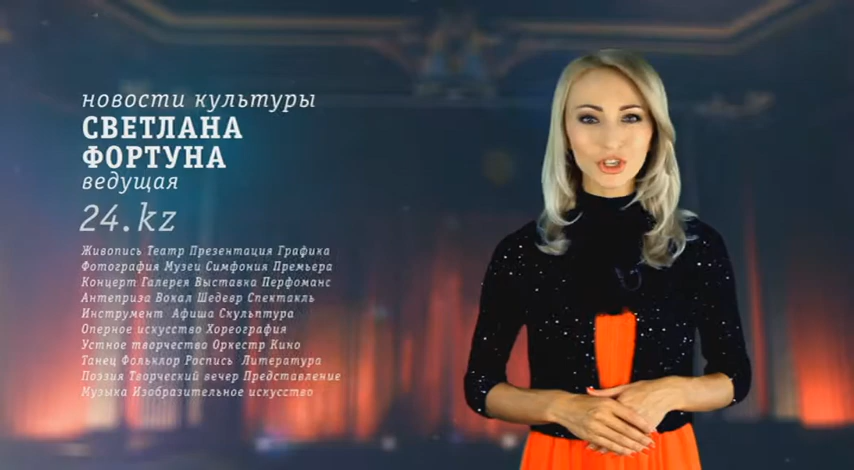 новости культуры
СВЕТЛАНА
ФОРТУНА
ведущая
24.kz
Живопись Театр Презентация Графика
Фотография Музеи Симфония Премьера
Концерт Галерея Выставка Перфоманс
Антеприза Вокал Шедевр Спектакль
Инструмент Афиша Скульптура
Оперное искусство Хореография
Устное творчество Оркестр Кино
Танец Фольклор Роспись Литература
Поэзия Творческий вечер Представление
Музыка Изобразительное искусство